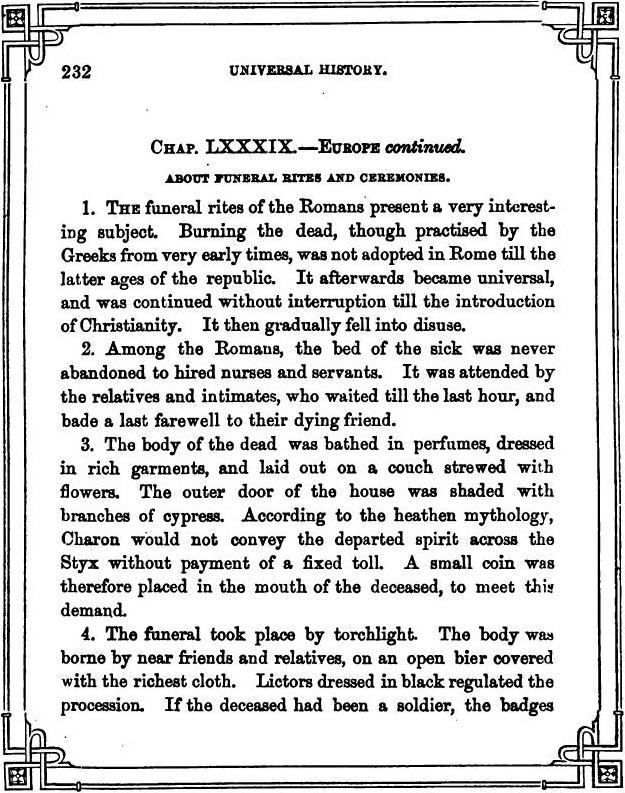 232
UNIVERSAL HISTORY.
CHAP. LXXXIX.—EUROPE continued.
ABOUT FUNERAL RITES AND CEREMONIES.
1. THE funeral rites of the Romans present a very interest-
ing subject. Burning the dead, though practised by the
Greeks from very early times, was not adopted in Rome till the
latter ages of the republic. It afterwards became universal,
and was continued without interruption till the introduction
of Christianity. It then gradually fell into disuse.
2. Among the Romans, the bed of the sick was never
abandoned to hired nurses and servants. It was attended by
the relatives and intimates, who waited till the last hour, and
bade a last farewell to their dying friend.
3. The body of the dead was bathed in perfumes, dressed
in rich garments, and laid out on a couch strewed with
flowers. The outer door of the house was shaded with
branches of cypress. According to the heathen mythology,
Charon would not convey the departed spirit across the
Styx without payment of a fixed toll. A small coin was
therefore placed in the mouth of the deceased, to meet this
demand.
4. The funeral took place by torchlight. The body was
borne by near friends and relatives, on an open bier covered
with the richest cloth. Lictors dressed in black regulated the
procession. If the deceased had been a soldier, the badges